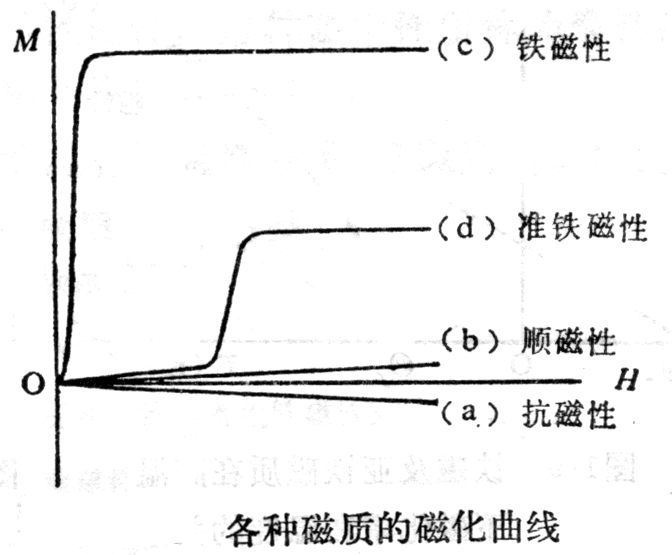 M
(c) 铁磁性
(d) 准铁磁性
(b) 顺磁性
O
H
(a) 抗磁性
各种磁质的磁化曲线